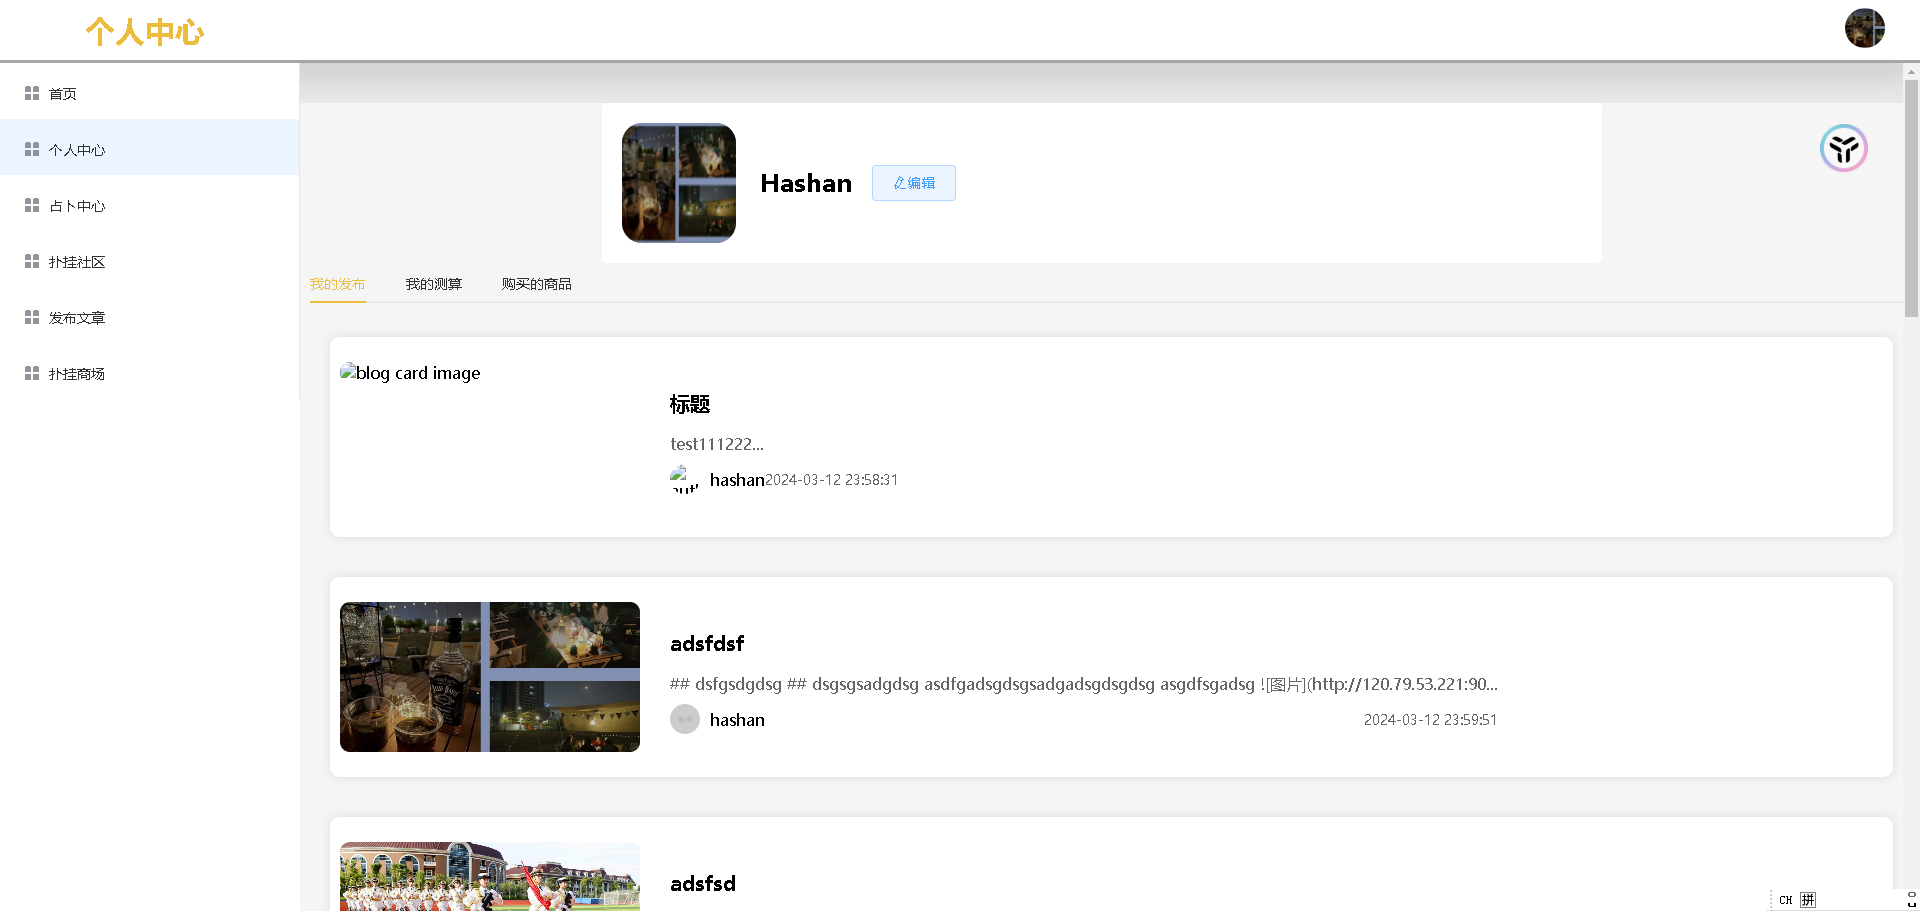 个人中心
首页
个人中心
占卜中心
扑挂社区
发布文章
扑挂商场
Hashan
编辑
我的发布 我的测算 购买的商品
blog card image
标题
test111222...
hashan 2024-03-12 23:58:31
adsfdsf
## dsfgsdgdsg ## dsgsgsadgdsg asdfgadsgdsgsadgadsgdsgdsg asgdfsgadsg ![图片](http://120.79.53.221:90...
hashan 2024-03-12 23:59:51
adsfsd
CH 拼